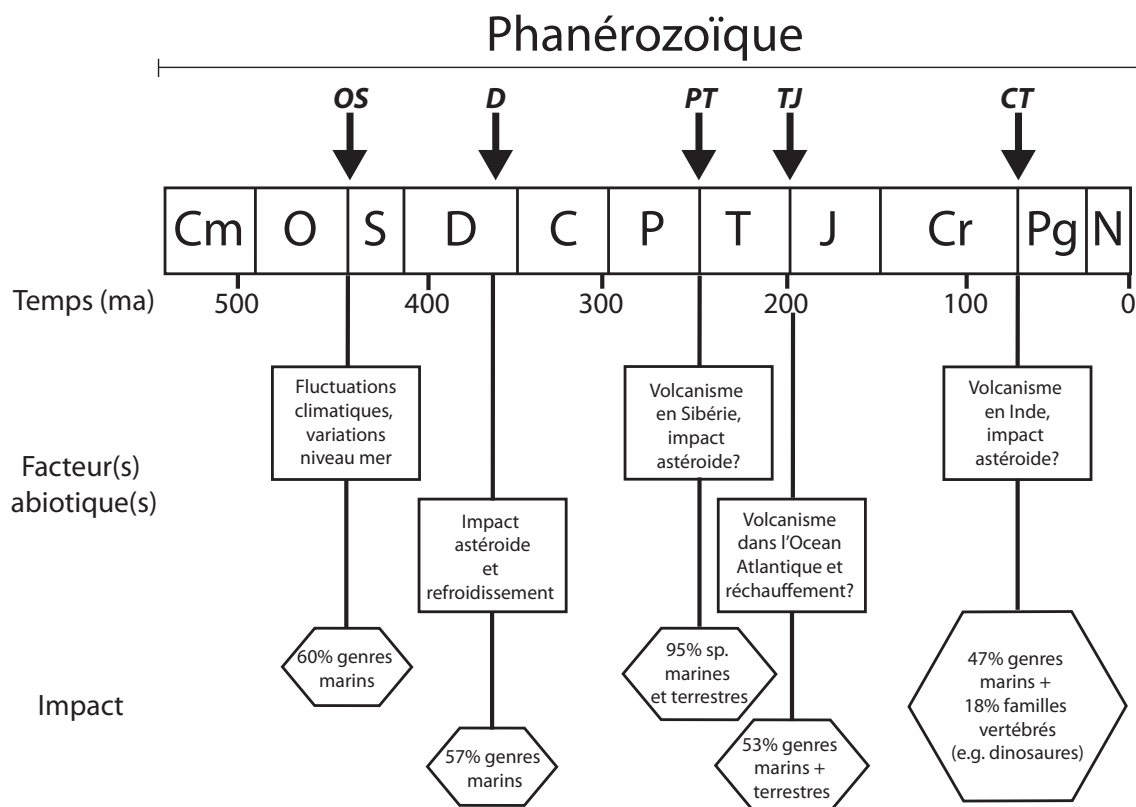 Phanérozoïque
OS
D
PT
TJ
CT
Cm
O
S
D
C
P
T
J
Cr
Pg
N
Temps (ma)
500
400
300
200
100
0
Facteur(s)
abiotique(s)
Fluctuations
climatiques,
variations
niveau mer
Impact
astéroide
et
refroidissement
Volcanisme
en Sibérie,
impact
astéroide?
Volcanisme
dans l'Ocean
Atlantique et
réchauffement?
Volcanisme
en Inde,
impact
astéroide?
Impact
60% genres
marins
57% genres
marins
95% sp.
marines
et terrestres
53% genres
marins +
terrestres
47% genres
marins +
18% familles
vertébrés
(e.g. dinosaures)